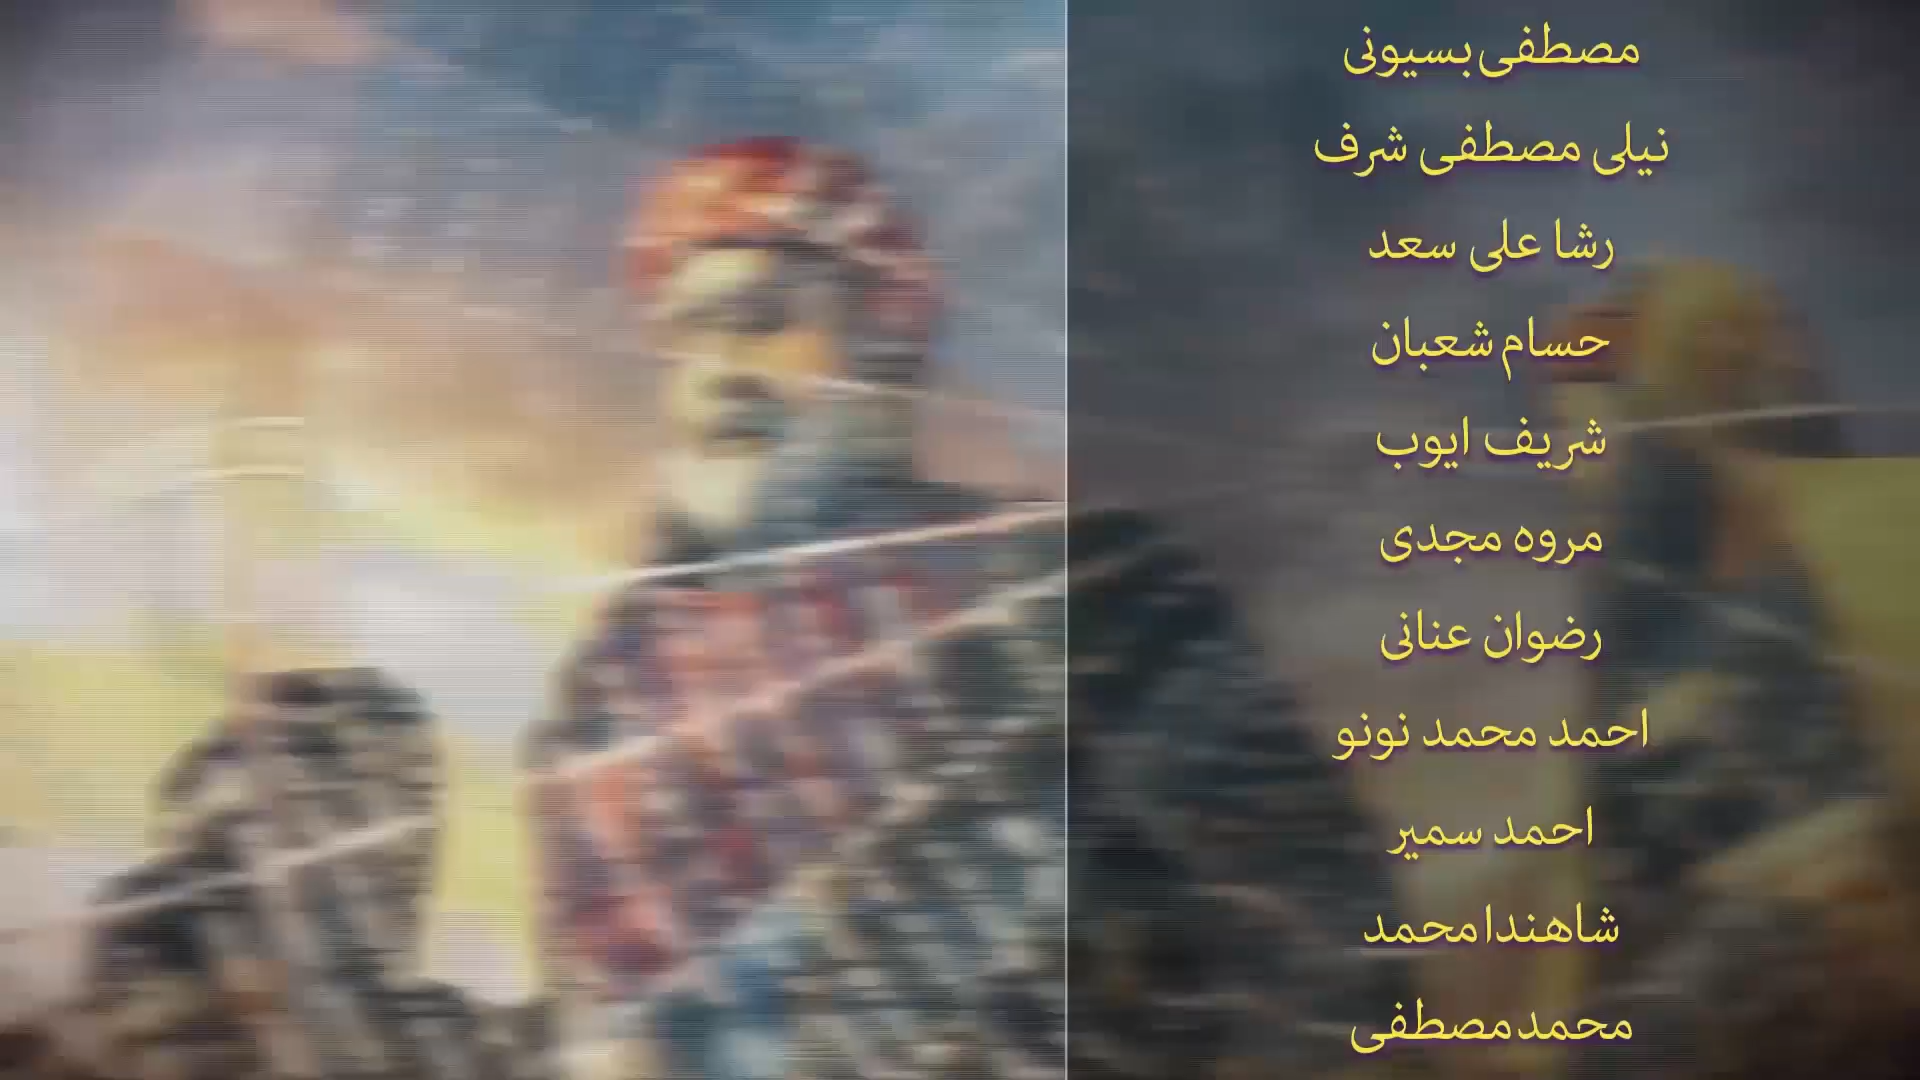 مصطفى بسيونى
نيلى مصطفى شرف
رشا على سعد
حسام شعبان
شريف ايوب
مروه مجدى
رضوان عنانى
احمد محمد نونو
احمد سمير
شاهندا محمد
محمد مصطفى